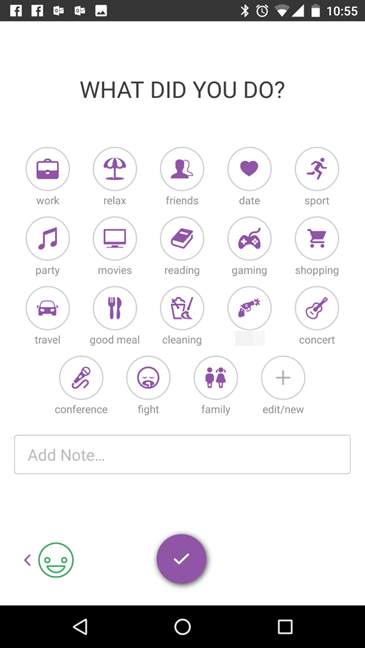 10:55
WHAT DID YOU DO?
work relax friends date sport
party movies reading gaming shopping
travel good meal cleaning concert
conference fight family edit/new
Add Note...